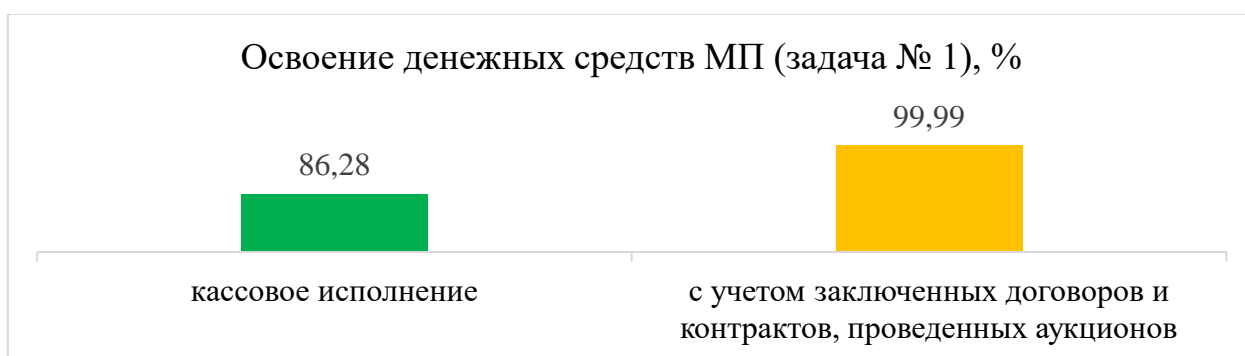 Освоение денежных средств МП (задача № 1), %
99,99
86,28
кассовое исполнение
с учетом заключенных договоров и
контрактов, проведенных аукционов